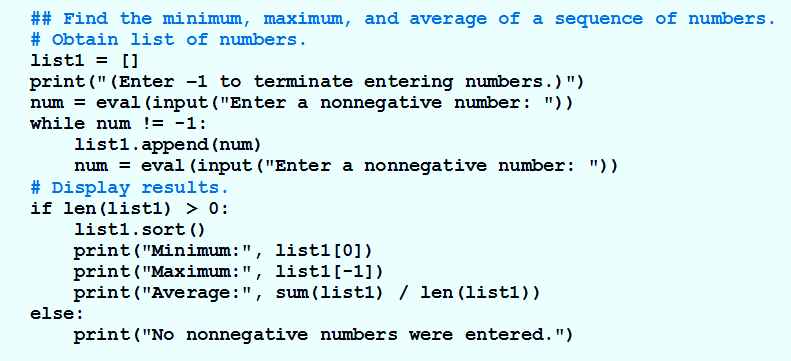 ## Find the minimum, maximum, and average of a sequence of numbers.
# Obtain list of numbers.
list1 = []
print("(Enter –1 to terminate entering numbers.)")
num = eval(input("Enter a nonnegative number: "))
while num != -1:
    list1.append(num)
    num = eval(input("Enter a nonnegative number: "))
# Display results.
if len(list1) > 0:
    list1.sort()
    print("Minimum:", list1[0])
    print("Maximum:", list1[-1])
    print("Average:", sum(list1) / len(list1))
else:
    print("No nonnegative numbers were entered.")